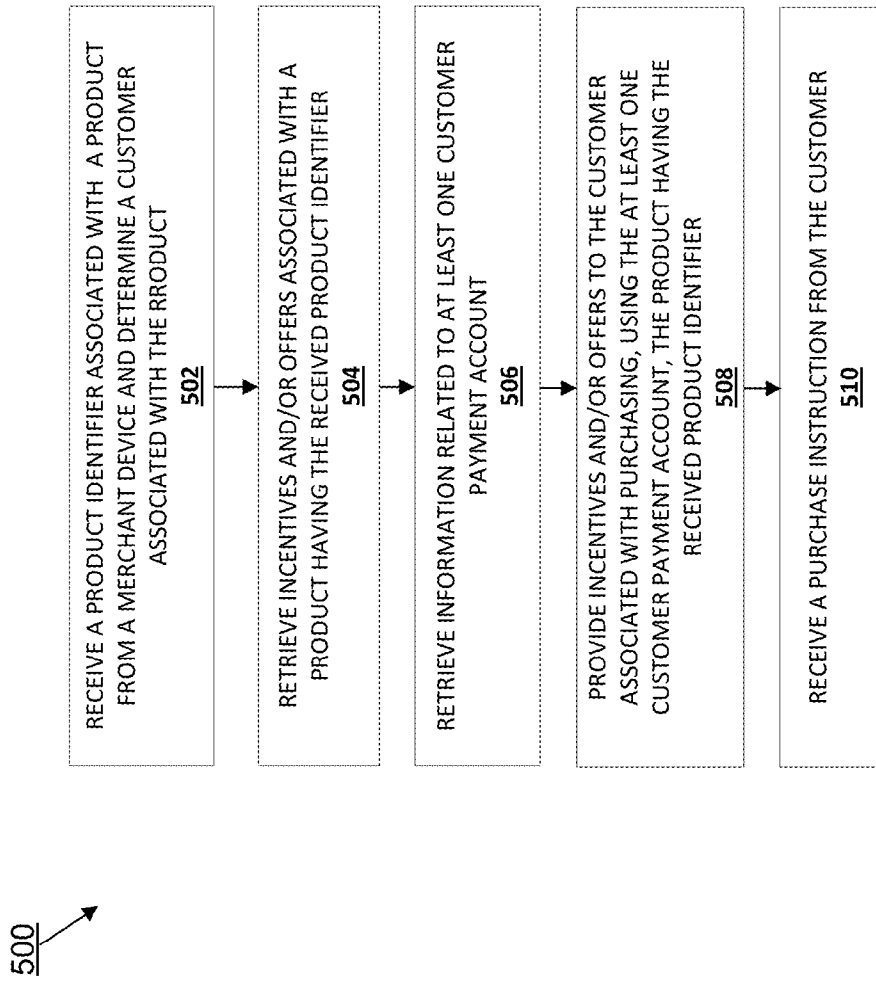 500
RECEIVE A PRODUCT IDENTIFIER ASSOCIATED WITH A PRODUCT
FROM A MERCHANT DEVICE AND DETERMINE A CUSTOMER
ASSOCIATED WITH THE RRODUCT
502
RETRIEVE INCENTIVES AND/OR OFFERS ASSOCIATED WITH A
PRODUCT HAVING THE RECEIVED PRODUCT IDENTIFIER
504
RETRIEVE INFORMATION RELATED TO AT LEAST ONE CUSTOMER
PAYMENT ACCOUNT
506
PROVIDE INCENTIVES AND/OR OFFERS TO THE CUSTOMER
ASSOCIATED WITH PURCHASING, USING THE AT LEAST ONE
CUSTOMER PAYMENT ACCOUNT, THE PRODUCT HAVING THE
RECEIVED PRODUCT IDENTIFIER
508
RECEIVE A PURCHASE INSTRUCTION FROM THE CUSTOMER
510